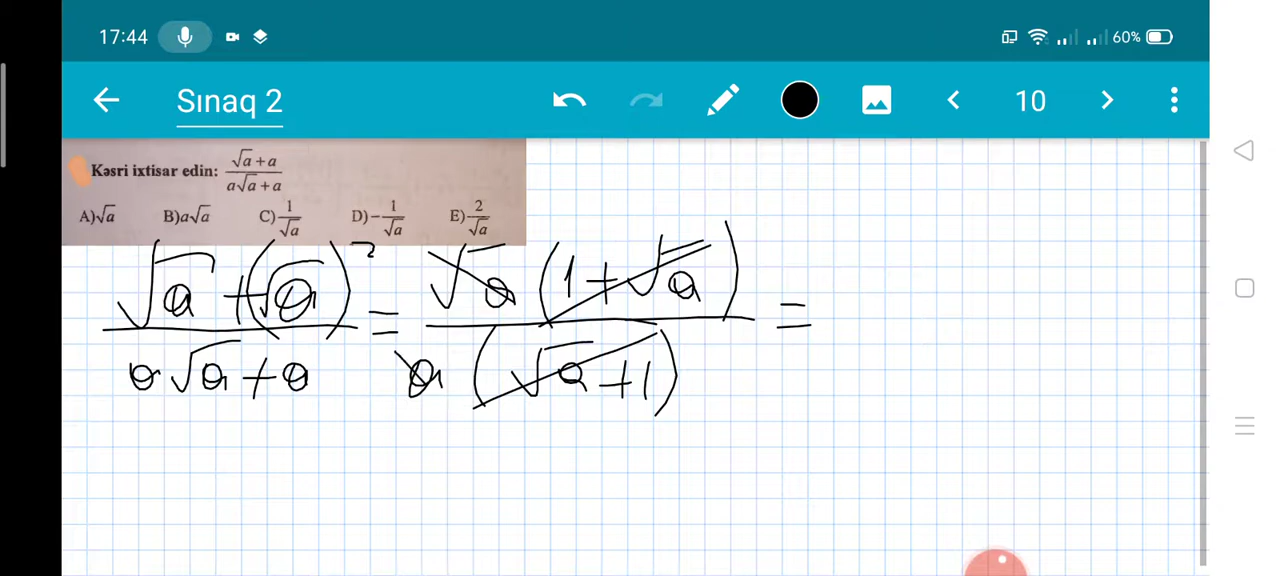 17:44 60%
Sınaq 2 10
Kəsri ixtisar edin: (√a + a)/(a√a + a)
A) √a B) a√a C) 1/√a D) −1/√a E) 2/√a
(√a + (√a)²)/(a√a + a) = (√a (1 + √a))/(a (√a + 1)) =